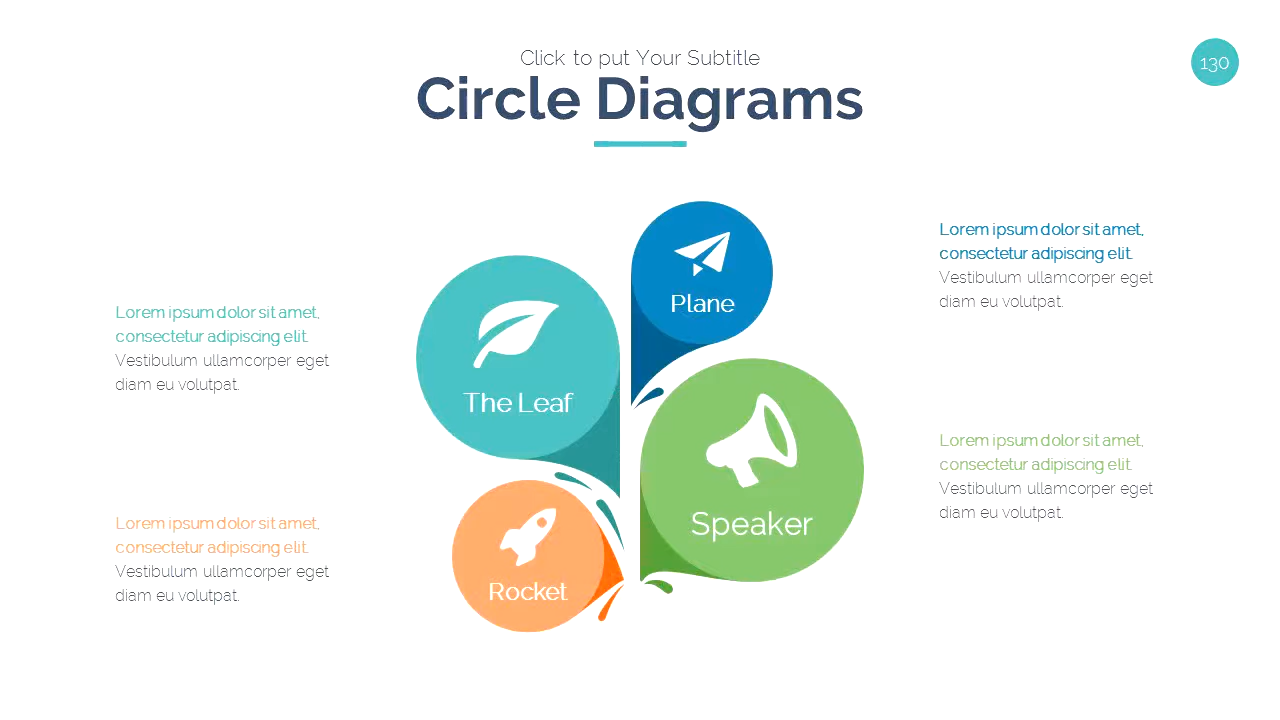 Click to put Your Subtitle
Circle Diagrams
130
Plane
The Leaf
Speaker
Rocket
Lorem ipsum dolor sit amet,
consectetur adipiscing elit.
Vestibulum ullamcorper eget
diam eu volutpat.
Lorem ipsum dolor sit amet,
consectetur adipiscing elit.
Vestibulum ullamcorper eget
diam eu volutpat.
Lorem ipsum dolor sit amet,
consectetur adipiscing elit.
Vestibulum ullamcorper eget
diam eu volutpat.
Lorem ipsum dolor sit amet,
consectetur adipiscing elit.
Vestibulum ullamcorper eget
diam eu volutpat.